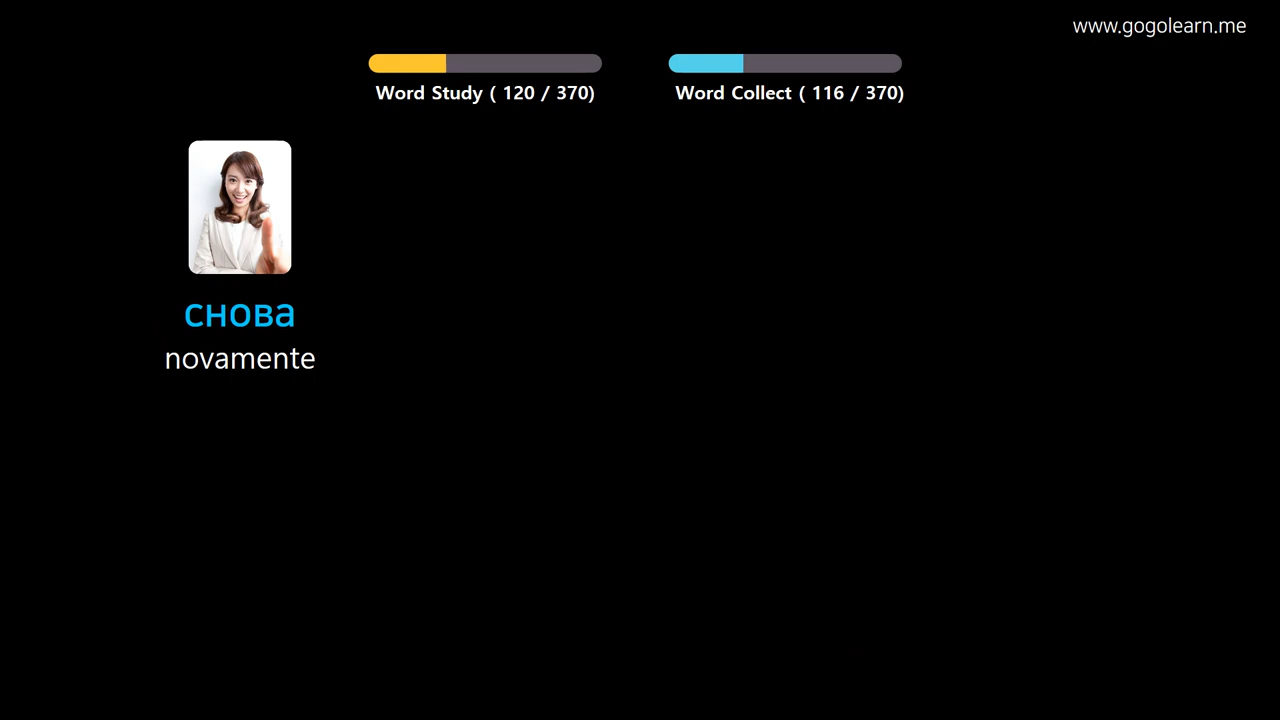 www.gogolearn.me
Word Study ( 120 / 370)
Word Collect ( 116 / 370)
снова
novamente